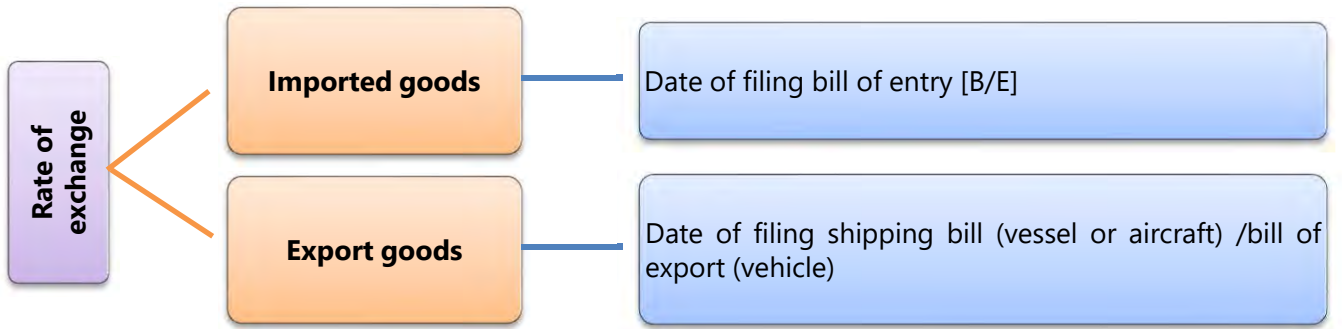 Rate of
exchange
Imported goods
Date of filing bill of entry [B/E]
Export goods
Date of filing shipping bill (vessel or aircraft) /bill of
export (vehicle)